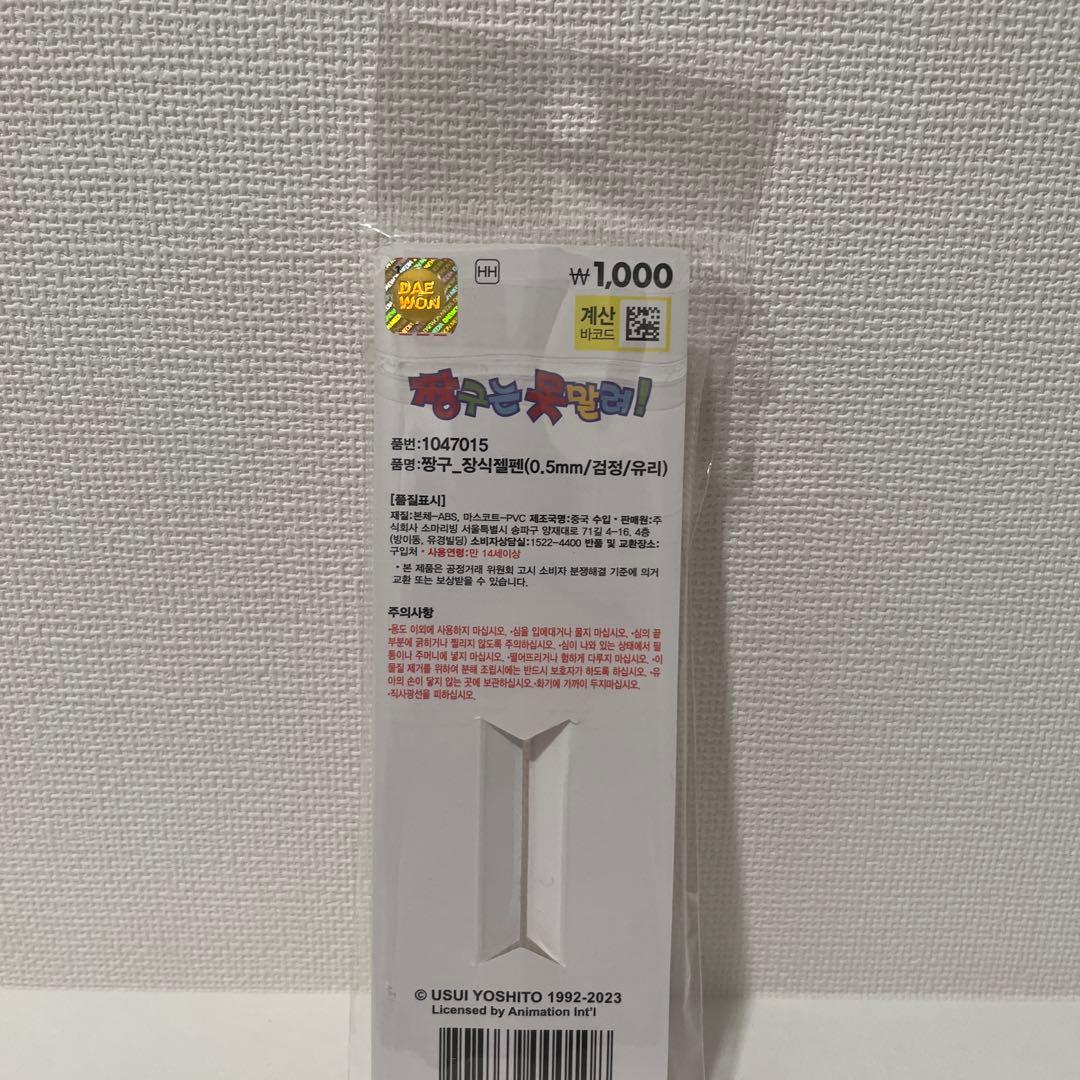 DAE
WON
HH
₩1,000
계산
바코드
짱구는 못말려!
품번:1047015
품명:짱구_장식젤펜(0.5mm/검정/유리)
[품질표시]
재질:본체-ABS, 마스코트-PVC 제조국명:중국 수입·판매원:주
식회사 소마리빙 서울특별시 송파구 양재대로 71길 4-16, 4층
(방이동, 유경빌딩) 소비자상담실:1522-4400 반품 및 교환장소:
구입처 •사용연령:만 14세이상
•본 제품은 공정거래 위원회 고시 소비자 분쟁해결 기준에 의거
교환 또는 보상받을 수 있습니다.
주의사항
•용도 이외에 사용하지 마십시오. •심을 입에대거나 물지 마십시오. •심의 끝
부분에 긁히거나 찔리지 않도록 주의하십시오. •심이 나와 있는 상태에서 필
통이나 주머니에 넣지 마십시오. •떨어뜨리거나 험하게 다루지 마십시오. •이
물질 제거를 위하여 분해 조립시에는 반드시 보호자가 하도록 하십시오. •유
아의 손이 닿지 않는 곳에 보관하십시오. •화기에 가까이 두지마십시오.
•직사광선을 피하십시오.
© USUI YOSHITO 1992-2023
Licensed by Animation Int'l